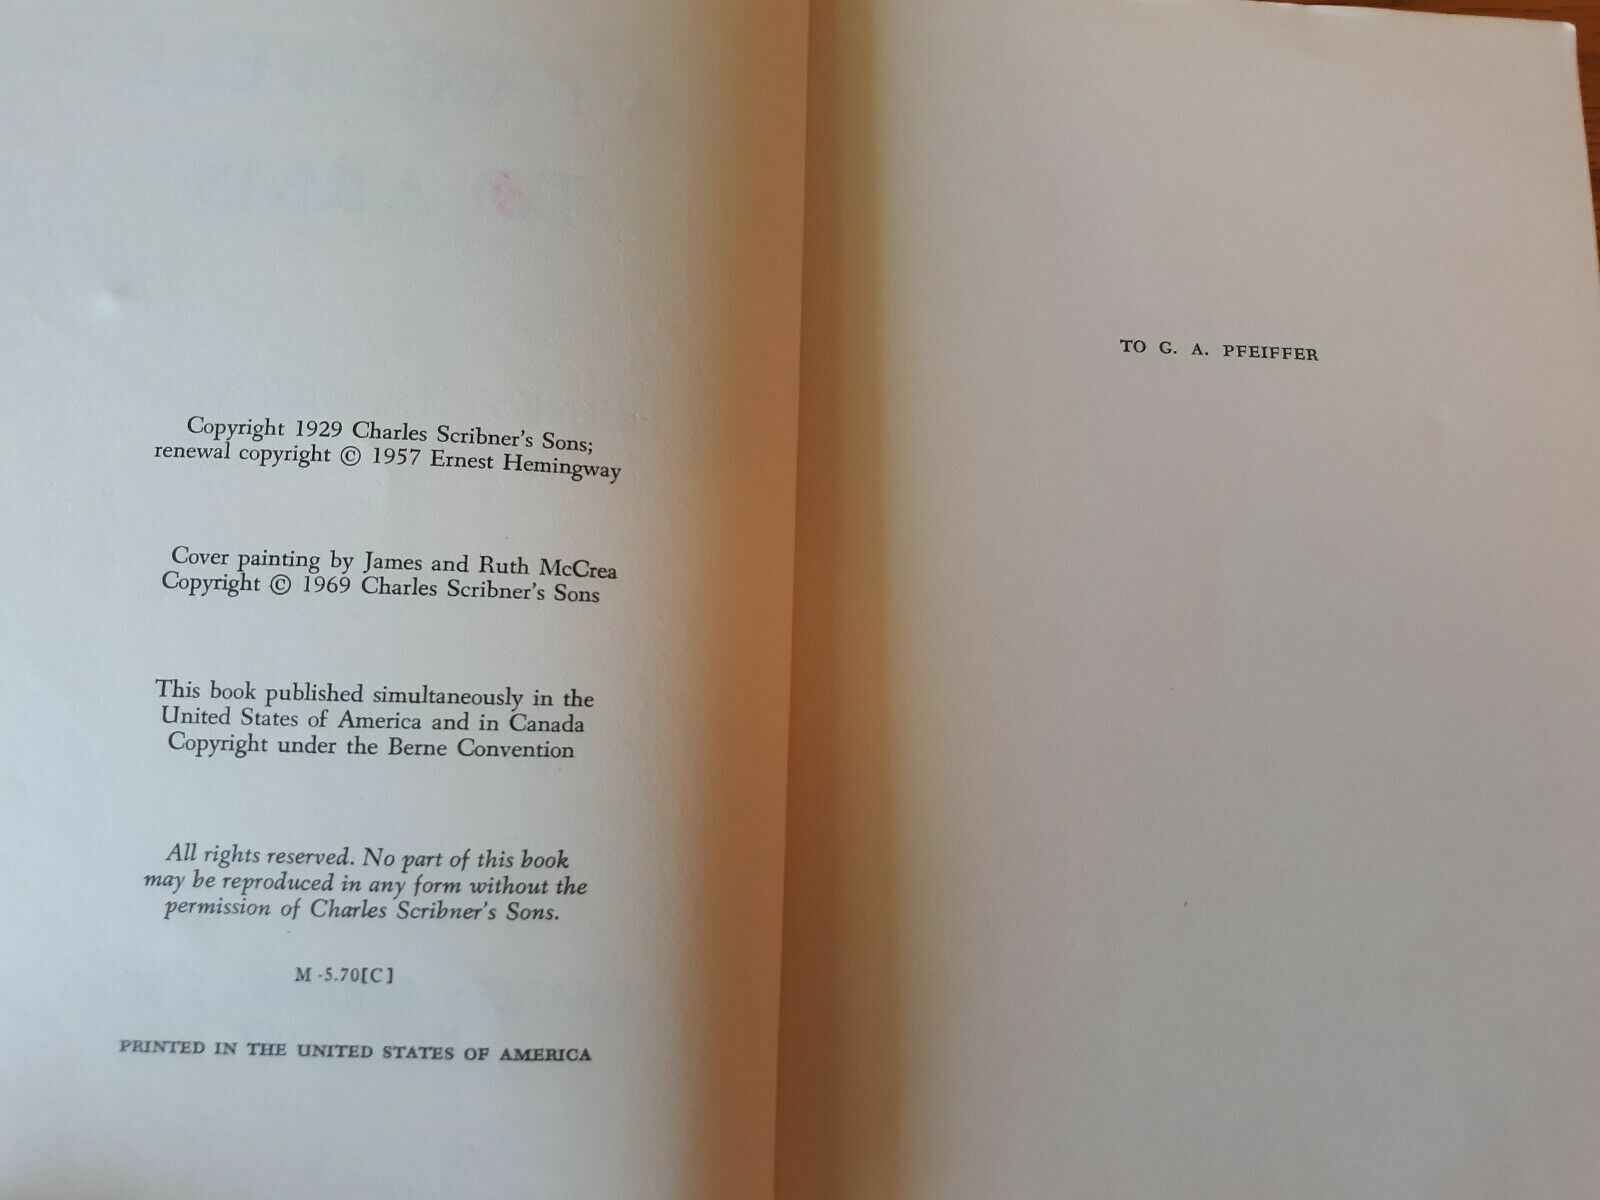 Copyright 1929 Charles Scribner's Sons;
renewal copyright © 1957 Ernest Hemingway
Cover painting by James and Ruth McCrea
Copyright © 1969 Charles Scribner's Sons
This book published simultaneously in the
United States of America and in Canada
Copyright under the Berne Convention
All rights reserved. No part of this book
may be reproduced in any form without the
permission of Charles Scribner's Sons.
M -5.70[C]
PRINTED IN THE UNITED STATES OF AMERICA
TO G. A. PFEIFFER